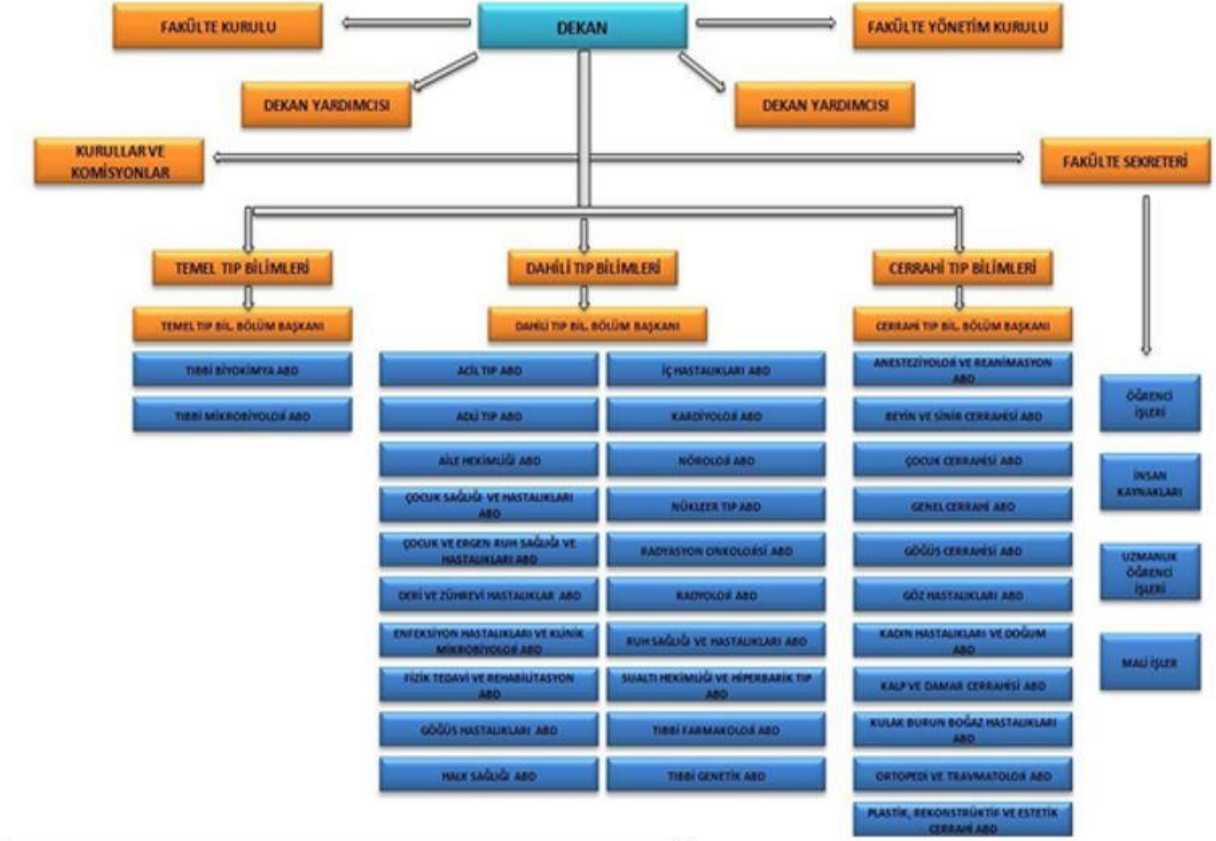 FAKÜLTE KURULU
DEKAN
FAKÜLTE YÖNETİM KURULU
DEKAN YARDIMCISI
DEKAN YARDIMCISI
KURULLAR VE
KOMİSYONLAR
FAKÜLTE SEKRETERİ
TEMEL TIP BİLİMLERİ
DAHİLİ TIP BİLİMLERİ
CERRAHİ TIP BİLİMLERİ
TEMEL TIP BİL. BÖLÜM BAŞKANI
DAHİLİ TIP BİL. BÖLÜM BAŞKANI
CERRAHİ TIP BİL. BÖLÜM BAŞKANI
TIBBİ BİYOKİMYA ABD
TIBBİ MİKROBİYOLOJİ ABD
ACİL TIP ABD
ADLİ TIP ABD
AİLE HEKİMLİĞİ ABD
ÇOCUK SAĞLIĞI VE HASTALIKLARI
ABD
ÇOCUK VE ERGEN RUH SAĞLIĞI VE
HASTALIKLARI ABD
DERİ VE ZÜHREVİ HASTALIKLAR ABD
ENFEKSİYON HASTALIKLARI VE KLİNİK
MİKROBİYOLOJİ ABD
FİZİK TEDAVİ VE REHABİLİTASYON
ABD
GÖĞÜS HASTALIKLARI ABD
HALK SAĞLIĞI ABD
İÇ HASTALIKLARI ABD
KARDİYOLOJİ ABD
NÖROLOJİ ABD
NÜKLEER TIP ABD
RADYASYON ONKOLOJİSİ ABD
RADYOLOJİ ABD
RUH SAĞLIĞI VE HASTALIKLARI ABD
SUALTI HEKİMLİĞİ VE HİPERBARİK TIP
ABD
TIBBİ FARMAKOLOJİ ABD
TIBBİ GENETİK ABD
ANESTEZİYOLOJİ VE REANİMASYON
ABD
BEYİN VE SİNİR CERRAHİSİ ABD
ÇOCUK CERRAHİSİ ABD
GENEL CERRAHİ ABD
GÖĞÜS CERRAHİSİ ABD
GÖZ HASTALIKLARI ABD
KADIN HASTALIKLARI VE DOĞUM
ABD
KALP VE DAMAR CERRAHİSİ ABD
KULAK BURUN BOĞAZ HASTALIKLARI
ABD
ORTOPEDİ VE TRAVMATOLOJİ ABD
PLASTİK, REKONSTRÜKTİF VE ESTETİK
CERRAHİ ABD
ÖĞRENCİ
İŞLERİ
İNSAN
KAYNAKLARI
UZMANLIK
ÖĞRENCİ
İŞLERİ
MALİ İŞLER